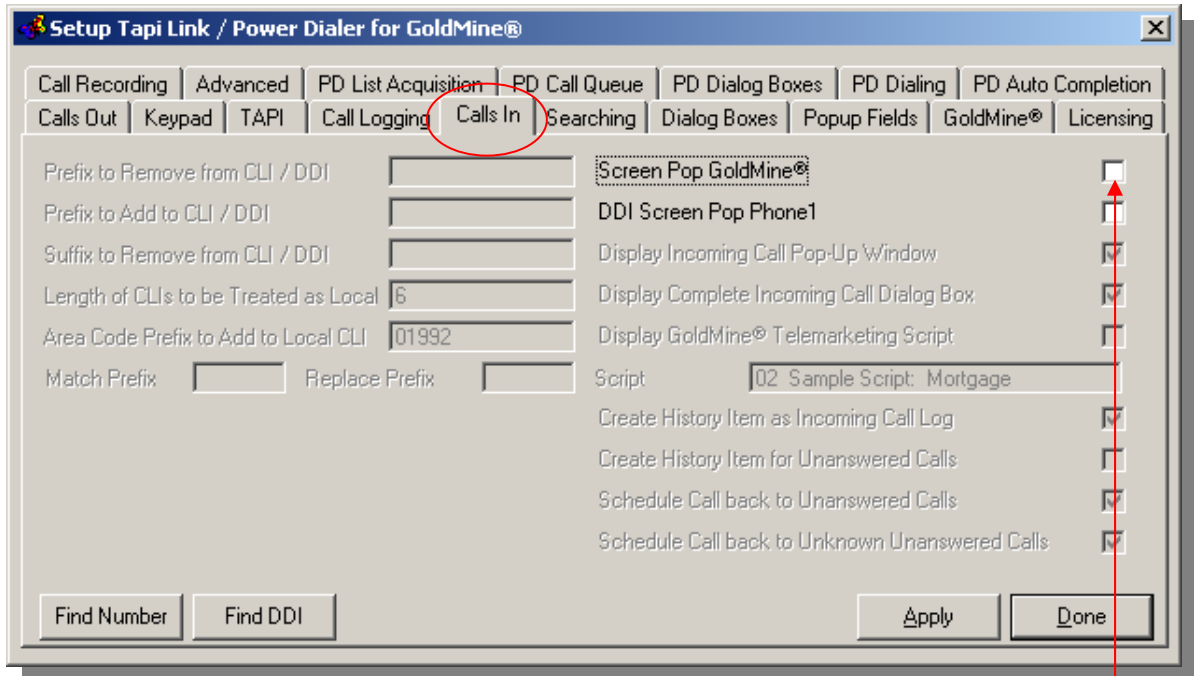 Setup Tapi Link / Power Dialer for GoldMine®
Call Recording Advanced PD List Acquisition PD Call Queue PD Dialog Boxes PD Dialing PD Auto Completion
Calls Out Keypad TAPI Call Logging Calls In Searching Dialog Boxes Popup Fields GoldMine® Licensing
Prefix to Remove from CLI / DDI
Prefix to Add to CLI / DDI
Suffix to Remove from CLI / DDI
Length of CLIs to be Treated as Local 6
Area Code Prefix to Add to Local CLI 01992
Match Prefix Replace Prefix
Screen Pop GoldMine®
DDI Screen Pop Phone1
Display Incoming Call Pop-Up Window
Display Complete Incoming Call Dialog Box
Display GoldMine® Telemarketing Script
Script 02 Sample Script: Mortgage
Create History Item as Incoming Call Log
Create History Item for Unanswered Calls
Schedule Call back to Unanswered Calls
Schedule Call back to Unknown Unanswered Calls
Find Number Find DDI Apply Done